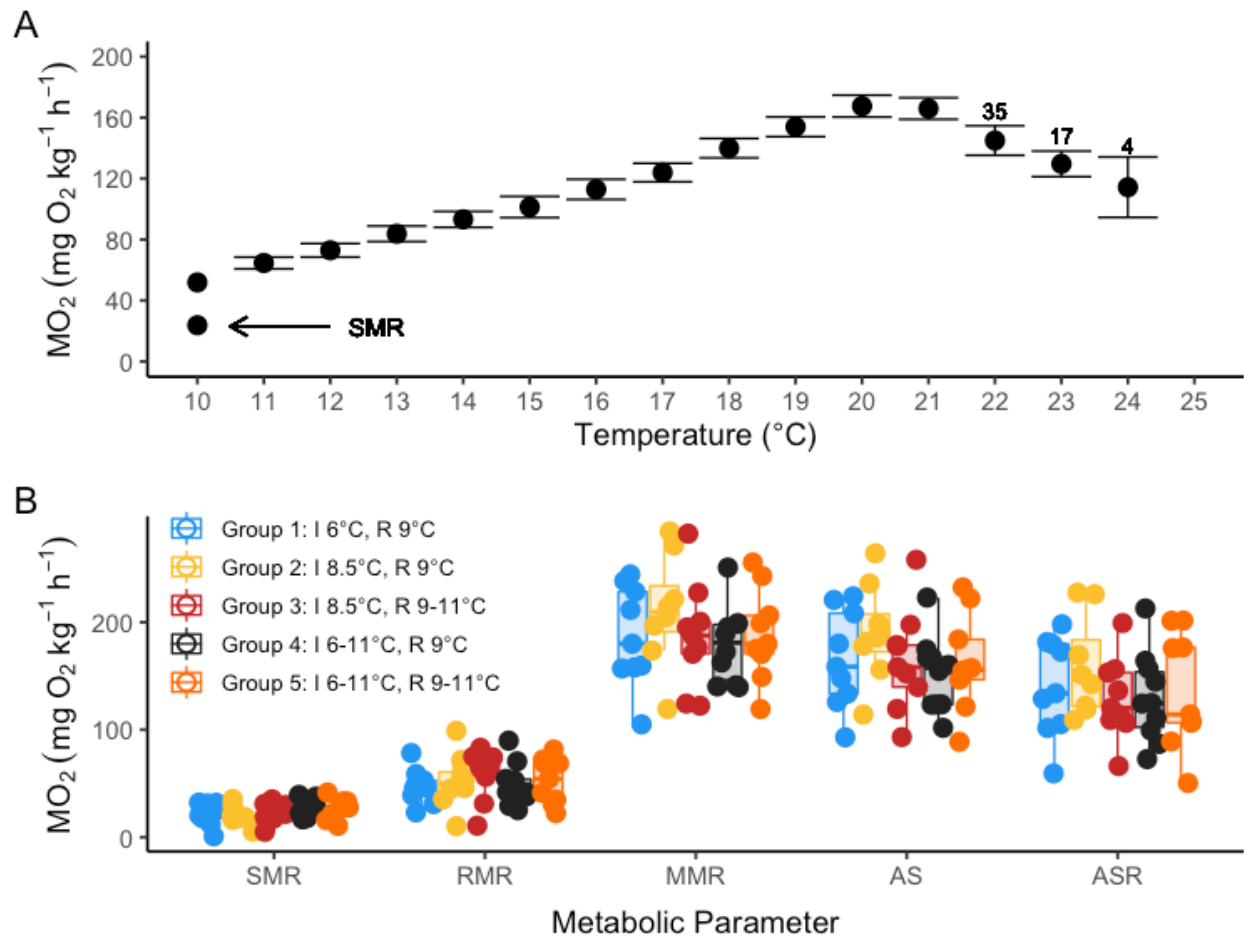 A
MO₂ (mg O₂ kg⁻¹ h⁻¹)
200
160
120
80
40
0
35
17
4
SMR
10 11 12 13 14 15 16 17 18 19 20 21 22 23 24 25
Temperature (°C)
B
MO₂ (mg O₂ kg⁻¹ h⁻¹)
200
100
0
Group 1: I 6°C, R 9°C
Group 2: I 8.5°C, R 9°C
Group 3: I 8.5°C, R 9-11°C
Group 4: I 6-11°C, R 9°C
Group 5: I 6-11°C, R 9-11°C
SMR RMR MMR AS ASR
Metabolic Parameter